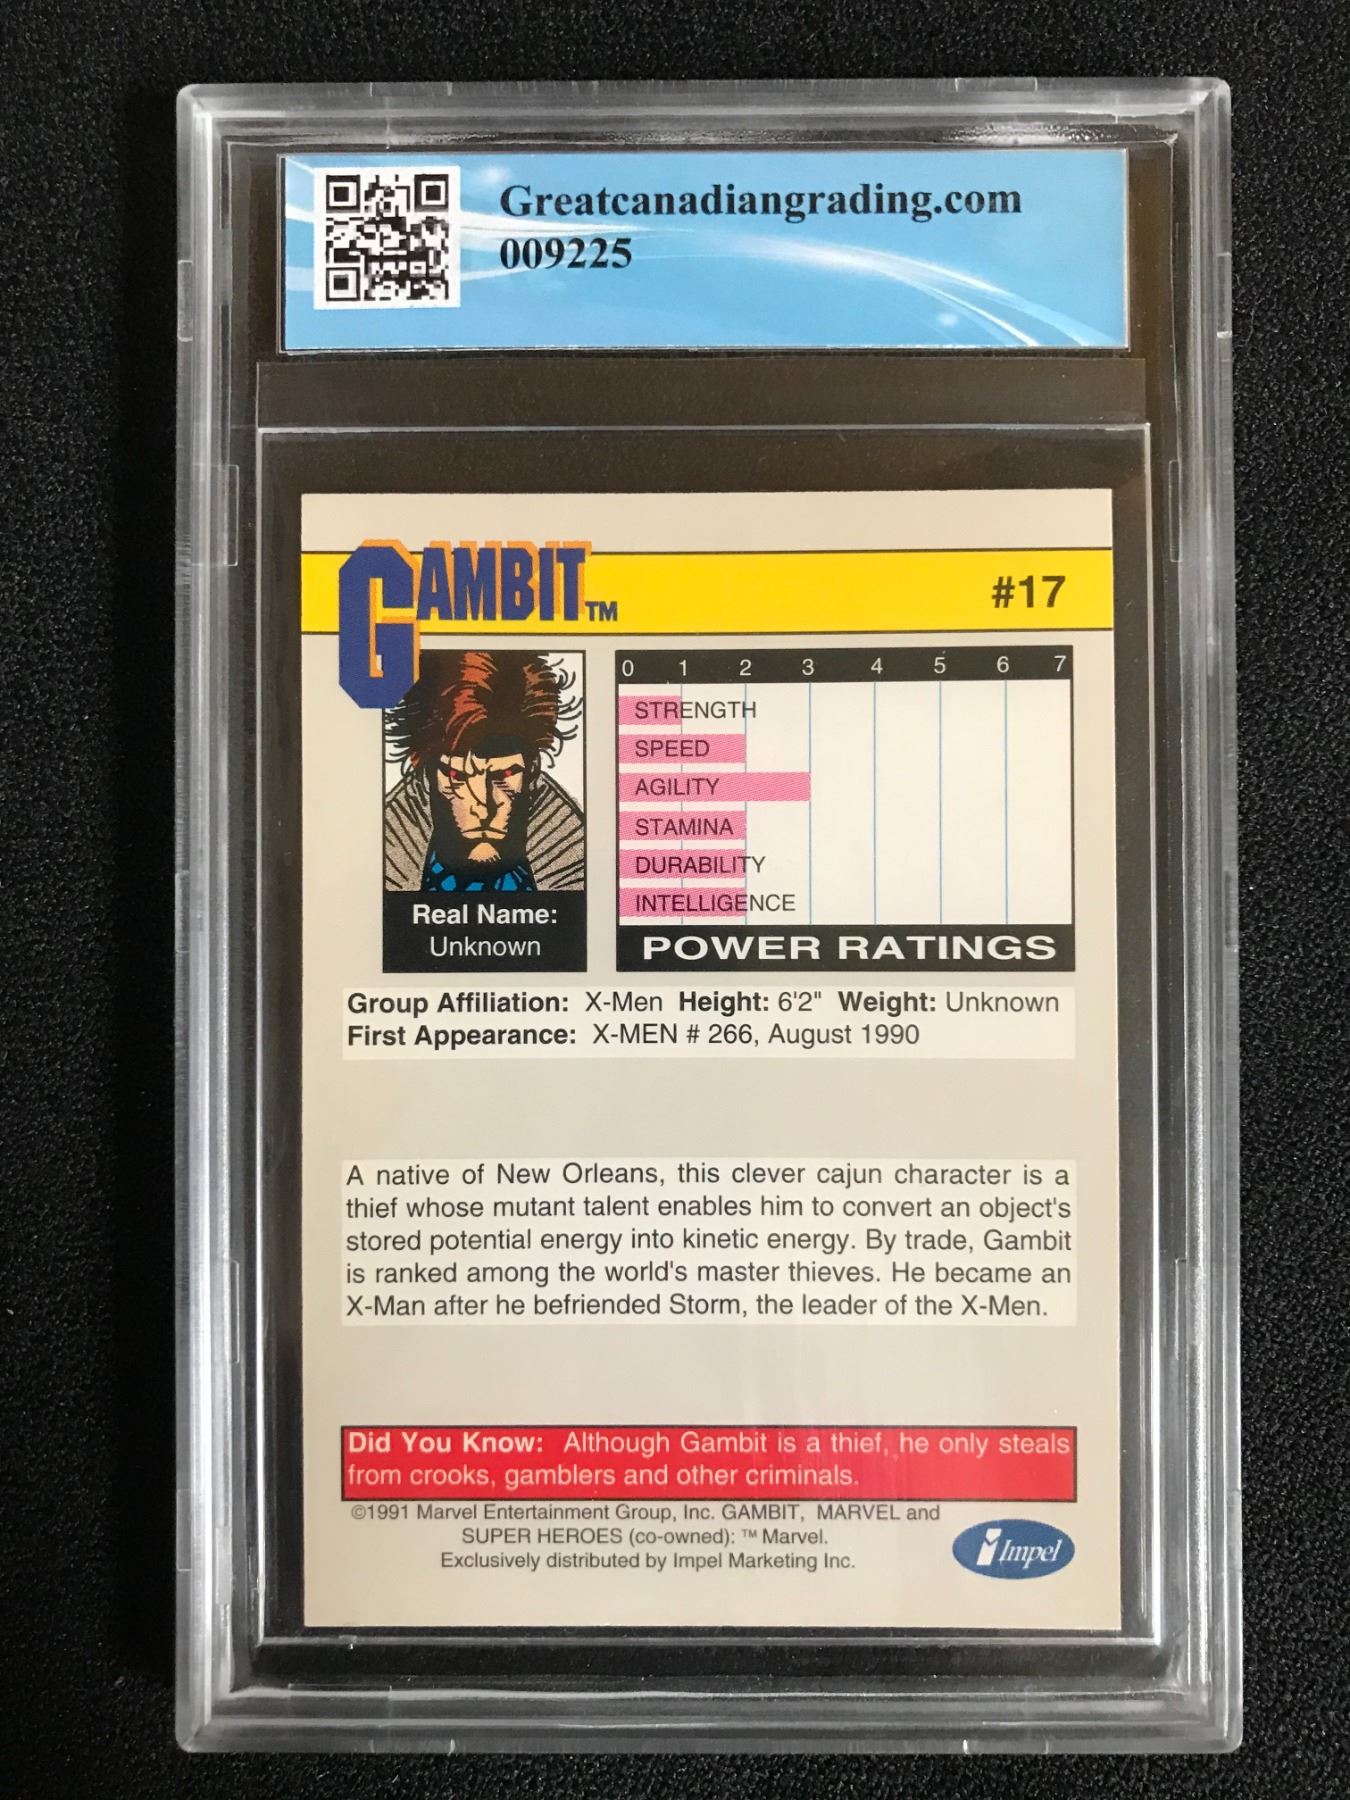 Greatcanadiangrading.com
009225
GAMBIT™
#17
0 1 2 3 4 5 6 7
STRENGTH
SPEED
AGILITY
STAMINA
DURABILITY
INTELLIGENCE
POWER RATINGS
Real Name:
Unknown
Group Affiliation: X-Men Height: 6'2" Weight: Unknown
First Appearance: X-MEN # 266, August 1990
A native of New Orleans, this clever cajun character is a
thief whose mutant talent enables him to convert an object's
stored potential energy into kinetic energy. By trade, Gambit
is ranked among the world's master thieves. He became an
X-Man after he befriended Storm, the leader of the X-Men.
Did You Know: Although Gambit is a thief, he only steals
from crooks, gamblers and other criminals.
©1991 Marvel Entertainment Group, Inc. GAMBIT, MARVEL and
SUPER HEROES (co-owned): ™ Marvel.
Exclusively distributed by Impel Marketing Inc.
Impel